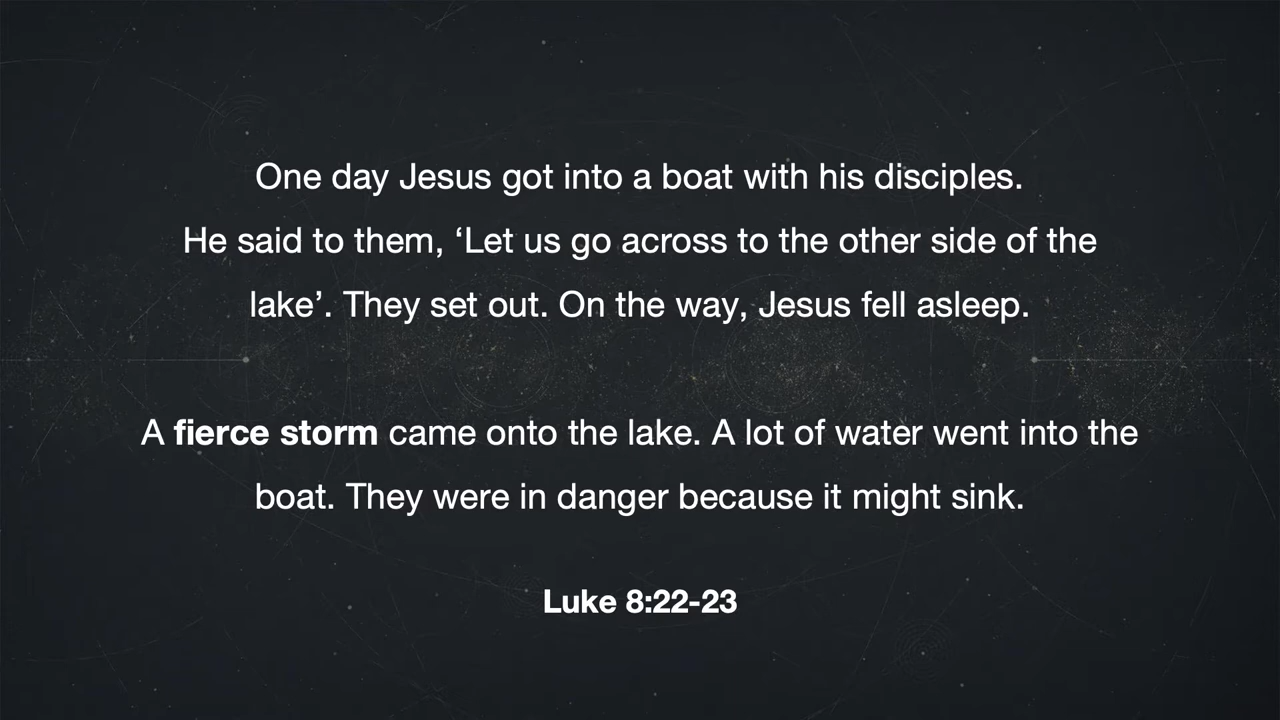 One day Jesus got into a boat with his disciples.
He said to them, ‘Let us go across to the other side of the
lake’. They set out. On the way, Jesus fell asleep.
A fierce storm came onto the lake. A lot of water went into the
boat. They were in danger because it might sink.
Luke 8:22-23